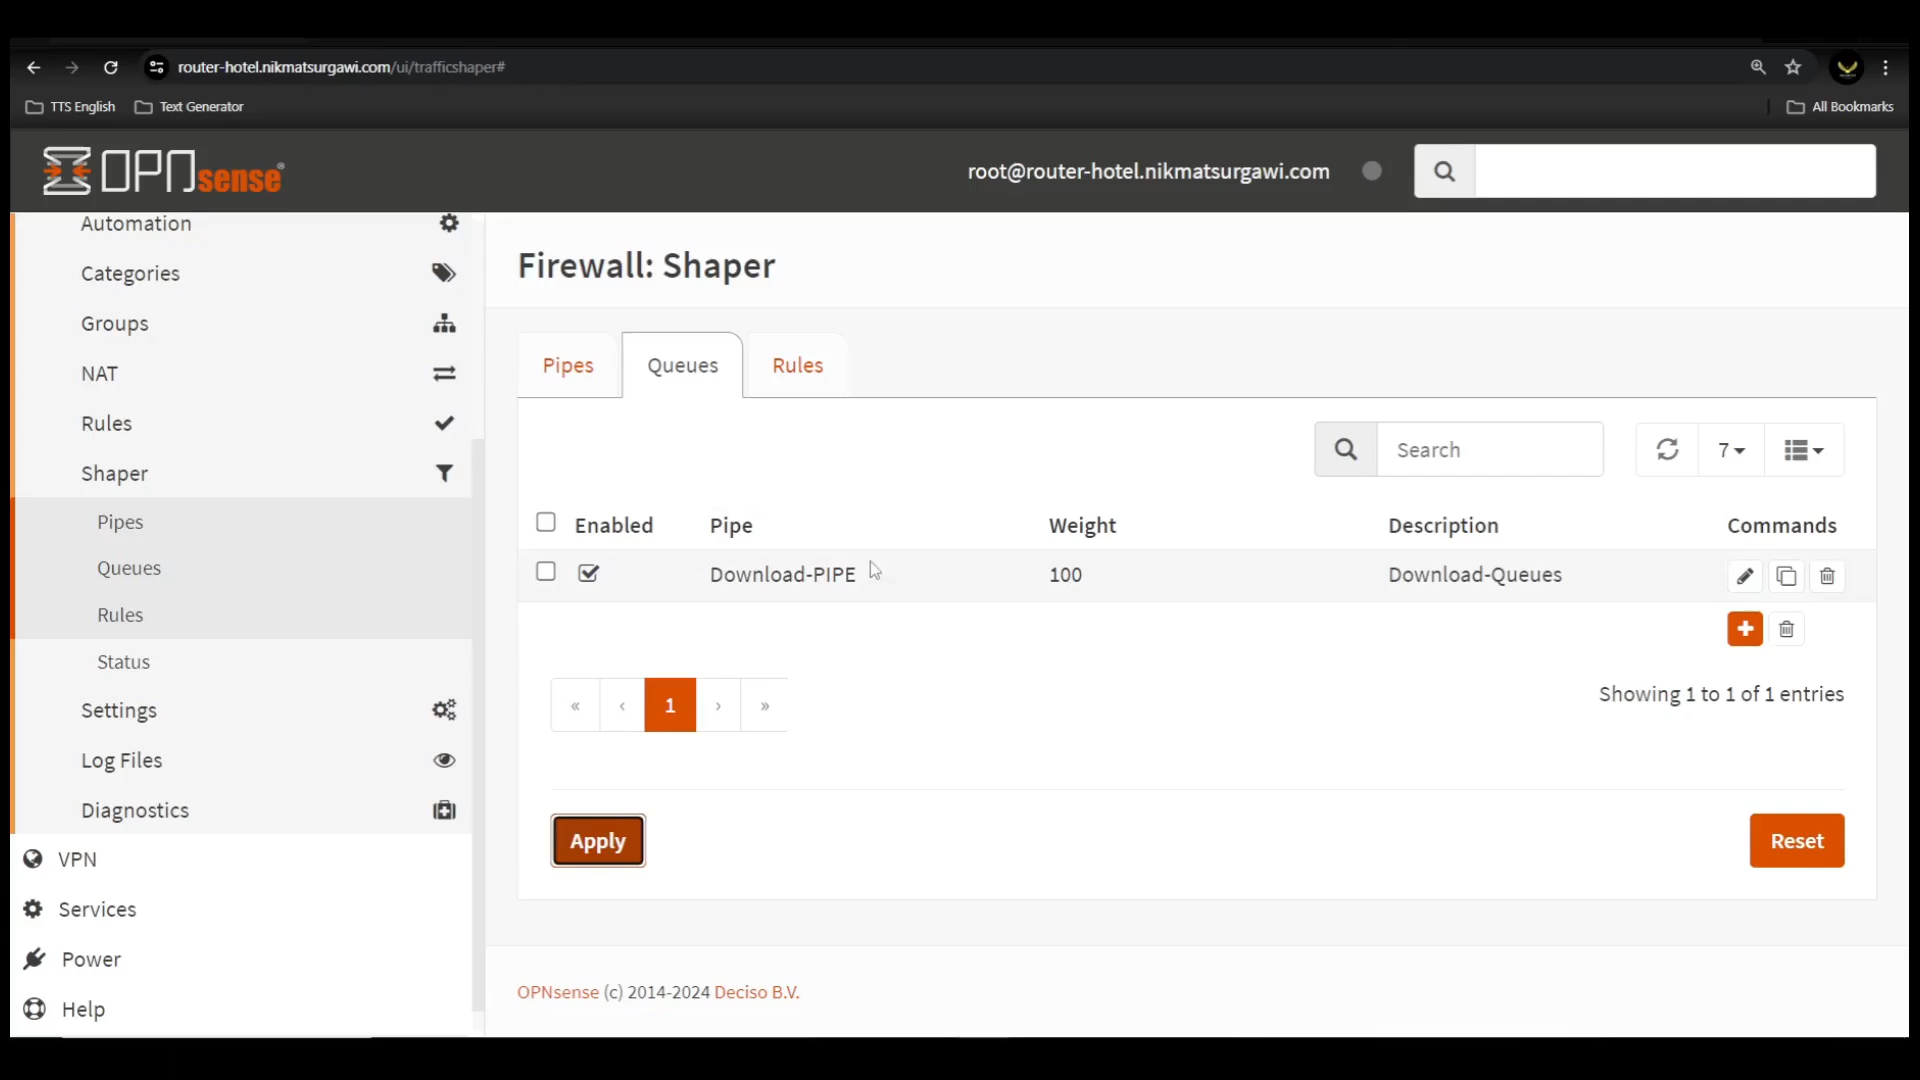 router-hotel.nikmatsurgawi.com/ui/trafficshaper#
TTS English
Text Generator
All Bookmarks
OPNsense®
root@router-hotel.nikmatsurgawi.com
Automation
Categories
Groups
NAT
Rules
Shaper
Pipes
Queues
Rules
Status
Settings
Log Files
Diagnostics
VPN
Services
Power
Help
Firewall: Shaper
Pipes
Queues
Rules
Search
7
Enabled Pipe Weight Description Commands
Download-PIPE 100 Download-Queues
« ‹ 1 › »
Showing 1 to 1 of 1 entries
Apply
Reset
OPNsense (c) 2014-2024 Deciso B.V.